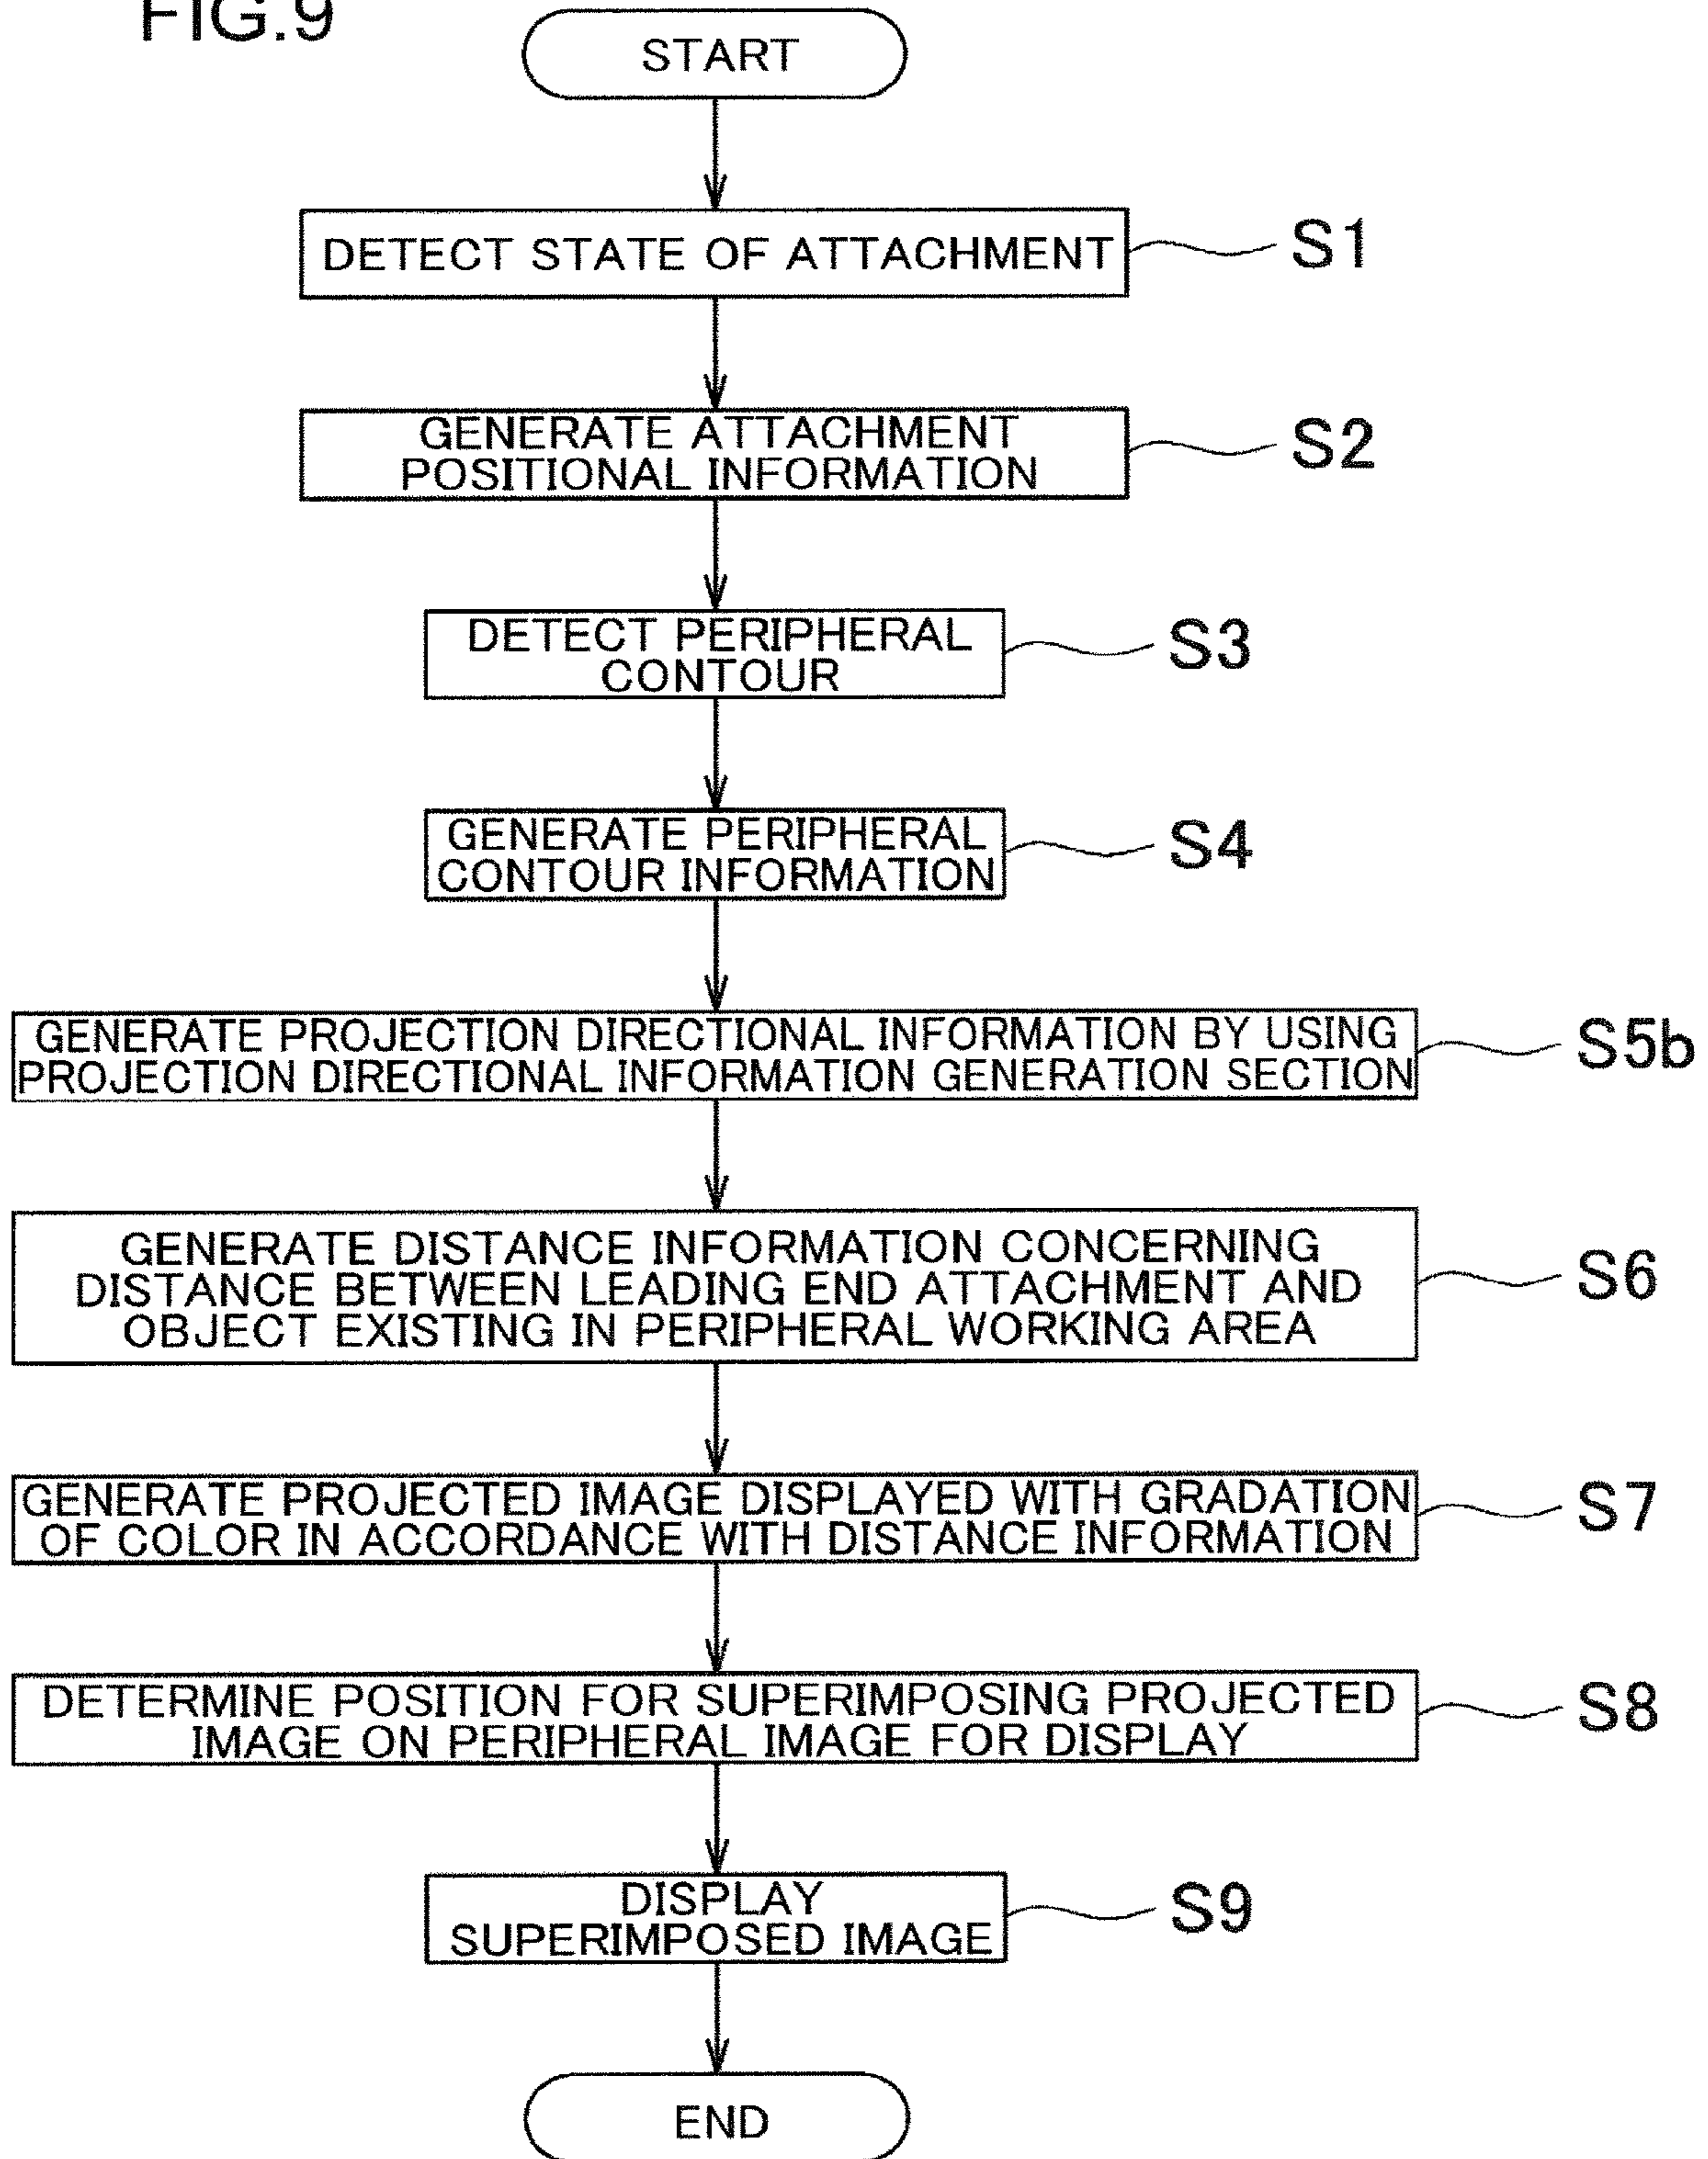 FIG.9
START
DETECT STATE OF ATTACHMENT
S1
GENERATE ATTACHMENT
POSITIONAL INFORMATION
S2
DETECT PERIPHERAL
CONTOUR
S3
GENERATE PERIPHERAL
CONTOUR INFORMATION
S4
GENERATE PROJECTION DIRECTIONAL INFORMATION BY USING
PROJECTION DIRECTIONAL INFORMATION GENERATION SECTION
S5b
GENERATE DISTANCE INFORMATION CONCERNING
DISTANCE BETWEEN LEADING END ATTACHMENT AND
OBJECT EXISTING IN PERIPHERAL WORKING AREA
S6
GENERATE PROJECTED IMAGE DISPLAYED WITH GRADATION
OF COLOR IN ACCORDANCE WITH DISTANCE INFORMATION
S7
DETERMINE POSITION FOR SUPERIMPOSING PROJECTED
IMAGE ON PERIPHERAL IMAGE FOR DISPLAY
S8
DISPLAY
SUPERIMPOSED IMAGE
S9
END